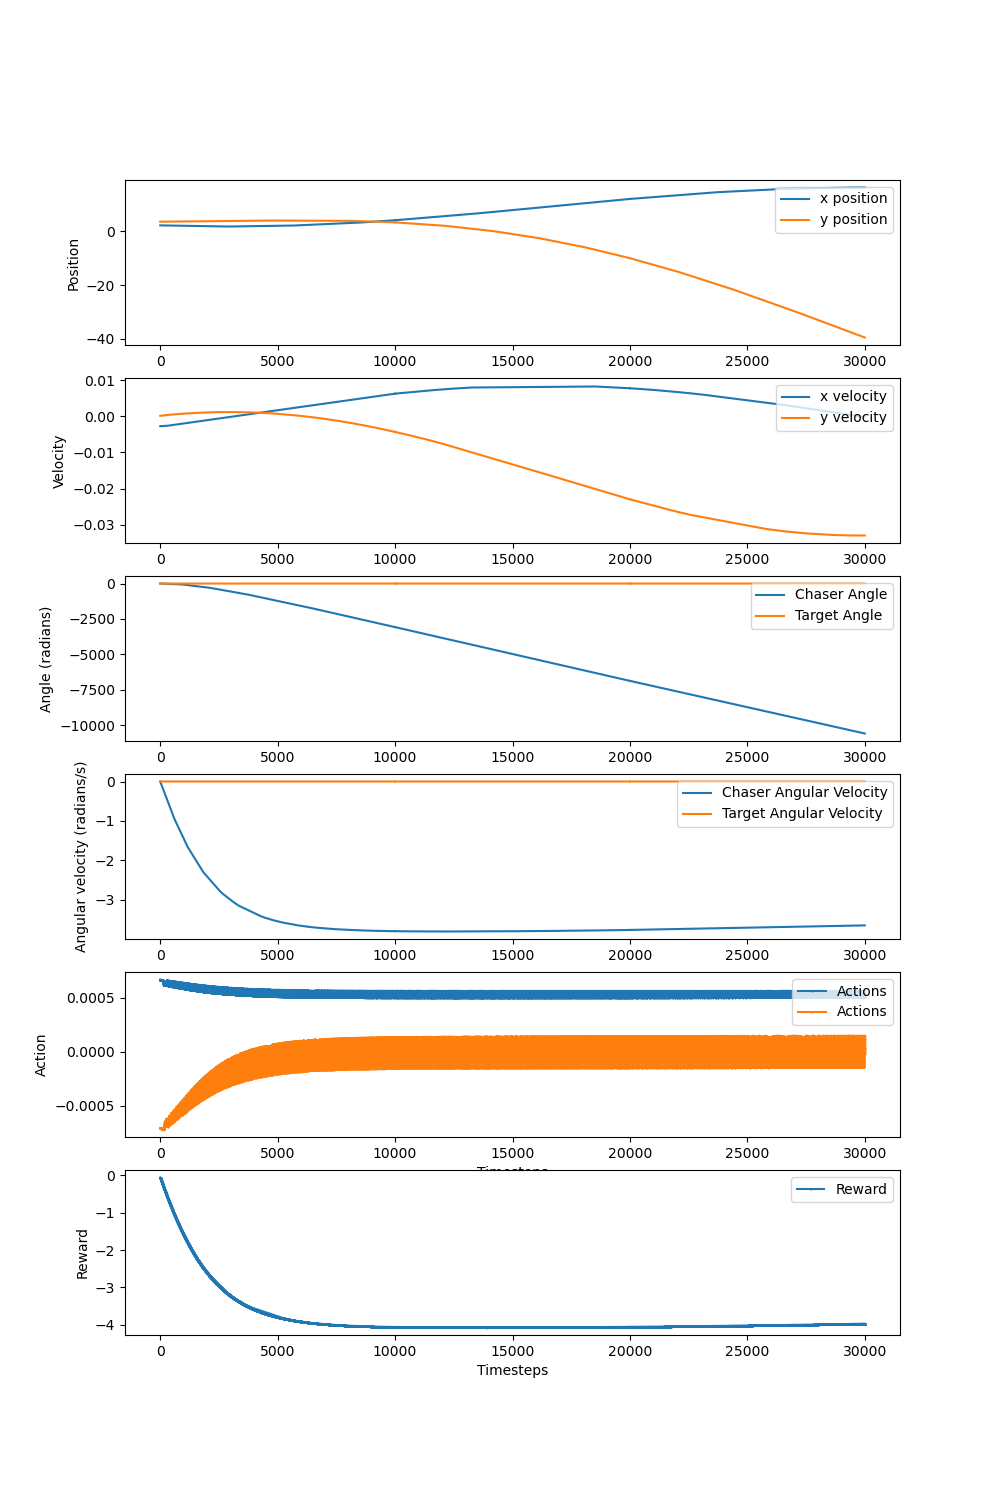 x position
y position
0
−20
−40
Position
0 5000 10000 15000 20000 25000 30000
0.01
0.00
−0.01
−0.02
−0.03
Velocity
x velocity
y velocity
0 5000 10000 15000 20000 25000 30000
0
−2500
−5000
−7500
−10000
Angle (radians)
Chaser Angle
Target Angle
0 5000 10000 15000 20000 25000 30000
0
−1
−2
−3
Angular velocity (radians/s)
Chaser Angular Velocity
Target Angular Velocity
0 5000 10000 15000 20000 25000 30000
0.0005
0.0000
−0.0005
Action
Actions
Actions
0 5000 10000 15000 20000 25000 30000
Timesteps
0
−1
−2
−3
−4
Reward
Reward
0 5000 10000 15000 20000 25000 30000
Timesteps